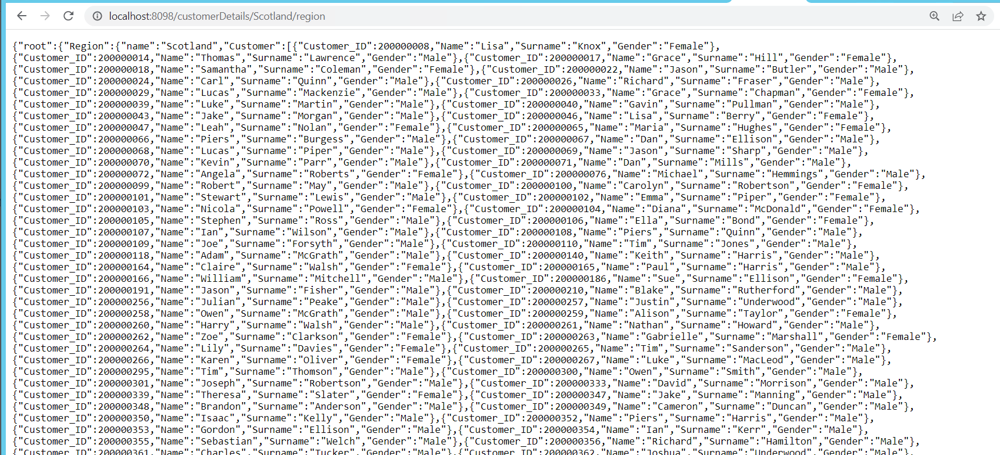 localhost:8098/customerDetails/Scotland/region
{"root":{"Region":{"name":"Scotland","Customer":[{"Customer_ID":200000008,"Name":"Lisa","Surname":"Knox","Gender":"Female"},
{"Customer_ID":200000014,"Name":"Thomas","Surname":"Lawrence","Gender":"Male"},{"Customer_ID":200000017,"Name":"Grace","Surname":"Hill","Gender":"Female"},
{"Customer_ID":200000018,"Name":"Samantha","Surname":"Coleman","Gender":"Female"},{"Customer_ID":200000022,"Name":"Jason","Surname":"Butler","Gender":"Male"},
{"Customer_ID":200000024,"Name":"Carl","Surname":"Quinn","Gender":"Male"},{"Customer_ID":200000026,"Name":"Richard","Surname":"Fraser","Gender":"Male"},
{"Customer_ID":200000029,"Name":"Lucas","Surname":"Mackenzie","Gender":"Male"},{"Customer_ID":200000033,"Name":"Grace","Surname":"Chapman","Gender":"Female"},
{"Customer_ID":200000039,"Name":"Luke","Surname":"Martin","Gender":"Male"},{"Customer_ID":200000040,"Name":"Gavin","Surname":"Pullman","Gender":"Male"},
{"Customer_ID":200000043,"Name":"Jake","Surname":"Morgan","Gender":"Male"},{"Customer_ID":200000046,"Name":"Lisa","Surname":"Berry","Gender":"Female"},
{"Customer_ID":200000047,"Name":"Leah","Surname":"Nolan","Gender":"Female"},{"Customer_ID":200000065,"Name":"Maria","Surname":"Hughes","Gender":"Female"},
{"Customer_ID":200000066,"Name":"Piers","Surname":"Burgess","Gender":"Male"},{"Customer_ID":200000067,"Name":"Dan","Surname":"Ellison","Gender":"Male"},
{"Customer_ID":200000068,"Name":"Lucas","Surname":"Piper","Gender":"Male"},{"Customer_ID":200000069,"Name":"Jason","Surname":"Sharp","Gender":"Male"},
{"Customer_ID":200000070,"Name":"Kevin","Surname":"Parr","Gender":"Male"},{"Customer_ID":200000071,"Name":"Dan","Surname":"Mills","Gender":"Male"},
{"Customer_ID":200000072,"Name":"Angela","Surname":"Roberts","Gender":"Female"},{"Customer_ID":200000076,"Name":"Michael","Surname":"Hemmings","Gender":"Male"},
{"Customer_ID":200000099,"Name":"Robert","Surname":"May","Gender":"Male"},{"Customer_ID":200000100,"Name":"Carolyn","Surname":"Robertson","Gender":"Female"},
{"Customer_ID":200000101,"Name":"Stewart","Surname":"Lewis","Gender":"Male"},{"Customer_ID":200000102,"Name":"Emma","Surname":"Piper","Gender":"Female"},
{"Customer_ID":200000103,"Name":"Nicola","Surname":"Powell","Gender":"Female"},{"Customer_ID":200000104,"Name":"Diana","Surname":"McDonald","Gender":"Female"},
{"Customer_ID":200000105,"Name":"Stephen","Surname":"Ross","Gender":"Male"},{"Customer_ID":200000106,"Name":"Ella","Surname":"Bond","Gender":"Female"},
{"Customer_ID":200000107,"Name":"Ian","Surname":"Wilson","Gender":"Male"},{"Customer_ID":200000108,"Name":"Piers","Surname":"Quinn","Gender":"Male"},
{"Customer_ID":200000109,"Name":"Joe","Surname":"Forsyth","Gender":"Male"},{"Customer_ID":200000110,"Name":"Tim","Surname":"Jones","Gender":"Male"},
{"Customer_ID":200000118,"Name":"Adam","Surname":"McGrath","Gender":"Male"},{"Customer_ID":200000140,"Name":"Keith","Surname":"Harris","Gender":"Male"},
{"Customer_ID":200000164,"Name":"Claire","Surname":"Walsh","Gender":"Female"},{"Customer_ID":200000165,"Name":"Paul","Surname":"Harris","Gender":"Male"},
{"Customer_ID":200000166,"Name":"William","Surname":"Mitchell","Gender":"Male"},{"Customer_ID":200000186,"Name":"Sue","Surname":"Ellison","Gender":"Female"},
{"Customer_ID":200000191,"Name":"Jason","Surname":"Fisher","Gender":"Male"},{"Customer_ID":200000210,"Name":"Blake","Surname":"Rutherford","Gender":"Male"},
{"Customer_ID":200000256,"Name":"Julian","Surname":"Peake","Gender":"Male"},{"Customer_ID":200000257,"Name":"Justin","Surname":"Underwood","Gender":"Male"},
{"Customer_ID":200000258,"Name":"Owen","Surname":"McGrath","Gender":"Male"},{"Customer_ID":200000259,"Name":"Alison","Surname":"Taylor","Gender":"Female"},
{"Customer_ID":200000260,"Name":"Harry","Surname":"Walsh","Gender":"Male"},{"Customer_ID":200000261,"Name":"Nathan","Surname":"Howard","Gender":"Male"},
{"Customer_ID":200000262,"Name":"Zoe","Surname":"Clarkson","Gender":"Female"},{"Customer_ID":200000263,"Name":"Gabrielle","Surname":"Marshall","Gender":"Female"},
{"Customer_ID":200000264,"Name":"Lily","Surname":"Davies","Gender":"Female"},{"Customer_ID":200000265,"Name":"Tim","Surname":"Sanderson","Gender":"Male"},
{"Customer_ID":200000266,"Name":"Karen","Surname":"Oliver","Gender":"Female"},{"Customer_ID":200000267,"Name":"Luke","Surname":"MacLeod","Gender":"Male"},
{"Customer_ID":200000295,"Name":"Tim","Surname":"Thomson","Gender":"Male"},{"Customer_ID":200000300,"Name":"Owen","Surname":"Smith","Gender":"Male"},
{"Customer_ID":200000301,"Name":"Joseph","Surname":"Robertson","Gender":"Male"},{"Customer_ID":200000333,"Name":"David","Surname":"Morrison","Gender":"Male"},
{"Customer_ID":200000339,"Name":"Theresa","Surname":"Slater","Gender":"Female"},{"Customer_ID":200000347,"Name":"Jake","Surname":"Manning","Gender":"Male"},
{"Customer_ID":200000348,"Name":"Brandon","Surname":"Anderson","Gender":"Male"},{"Customer_ID":200000349,"Name":"Cameron","Surname":"Duncan","Gender":"Male"},
{"Customer_ID":200000350,"Name":"Isaac","Surname":"Kelly","Gender":"Male"},{"Customer_ID":200000352,"Name":"Piers","Surname":"Harris","Gender":"Male"},
{"Customer_ID":200000353,"Name":"Gordon","Surname":"Ellison","Gender":"Male"},{"Customer_ID":200000354,"Name":"Ian","Surname":"Kerr","Gender":"Male"},
{"Customer_ID":200000355,"Name":"Sebastian","Surname":"Welch","Gender":"Male"},{"Customer_ID":200000356,"Name":"Richard","Surname":"Hamilton","Gender":"Male"},
{"Customer_ID":200000361,"Name":"Charles","Surname":"Tucker","Gender":"Male"},{"Customer_ID":200000362,"Name":"Joshua","Surname":"Underwood","Gender":"Male"},